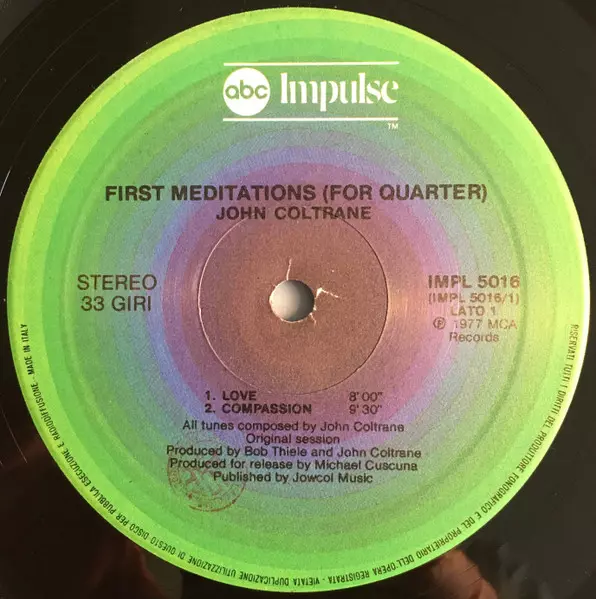 abc Impulse
™
FIRST MEDITATIONS (FOR QUARTER)
JOHN COLTRANE
STEREO
33 GIRI
IMPL 5016
(IMPL 5016/1)
LATO 1
℗ 1977 MCA
Records
1. LOVE 8'00"
2. COMPASSION 9'30"
All tunes composed by John Coltrane
Original session
Produced by Bob Thiele and John Coltrane
Produced for release by Michael Cuscuna
Published by Jowcol Music
RISERVATI TUTTI I DIRITTI DEL PRODUTTORE FONOGRAFICO E DEL PROPRIETARIO DELL'OPERA REGISTRATA - VIETATA DUPLICAZIONE UTILIZZAZIONE DI QUESTO DISCO PER PUBBLICA ESECUZIONE E RADIODIFFUSIONE - MADE IN ITALY